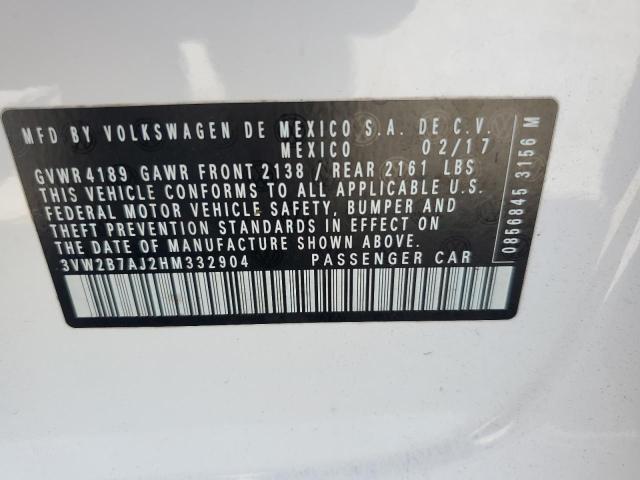 MFD BY VOLKSWAGEN DE MEXICO S.A. DE C.V.
MEXICO 02/17
GVWR 4189 GAWR FRONT 2138 / REAR 2161 LBS
THIS VEHICLE CONFORMS TO ALL APPLICABLE U.S.
FEDERAL MOTOR VEHICLE SAFETY, BUMPER AND
THEFT PREVENTION STANDARDS IN EFFECT ON
THE DATE OF MANUFACTURE SHOWN ABOVE.
3VW2B7AJ2HM332904 PASSENGER CAR
0856845 3156 M